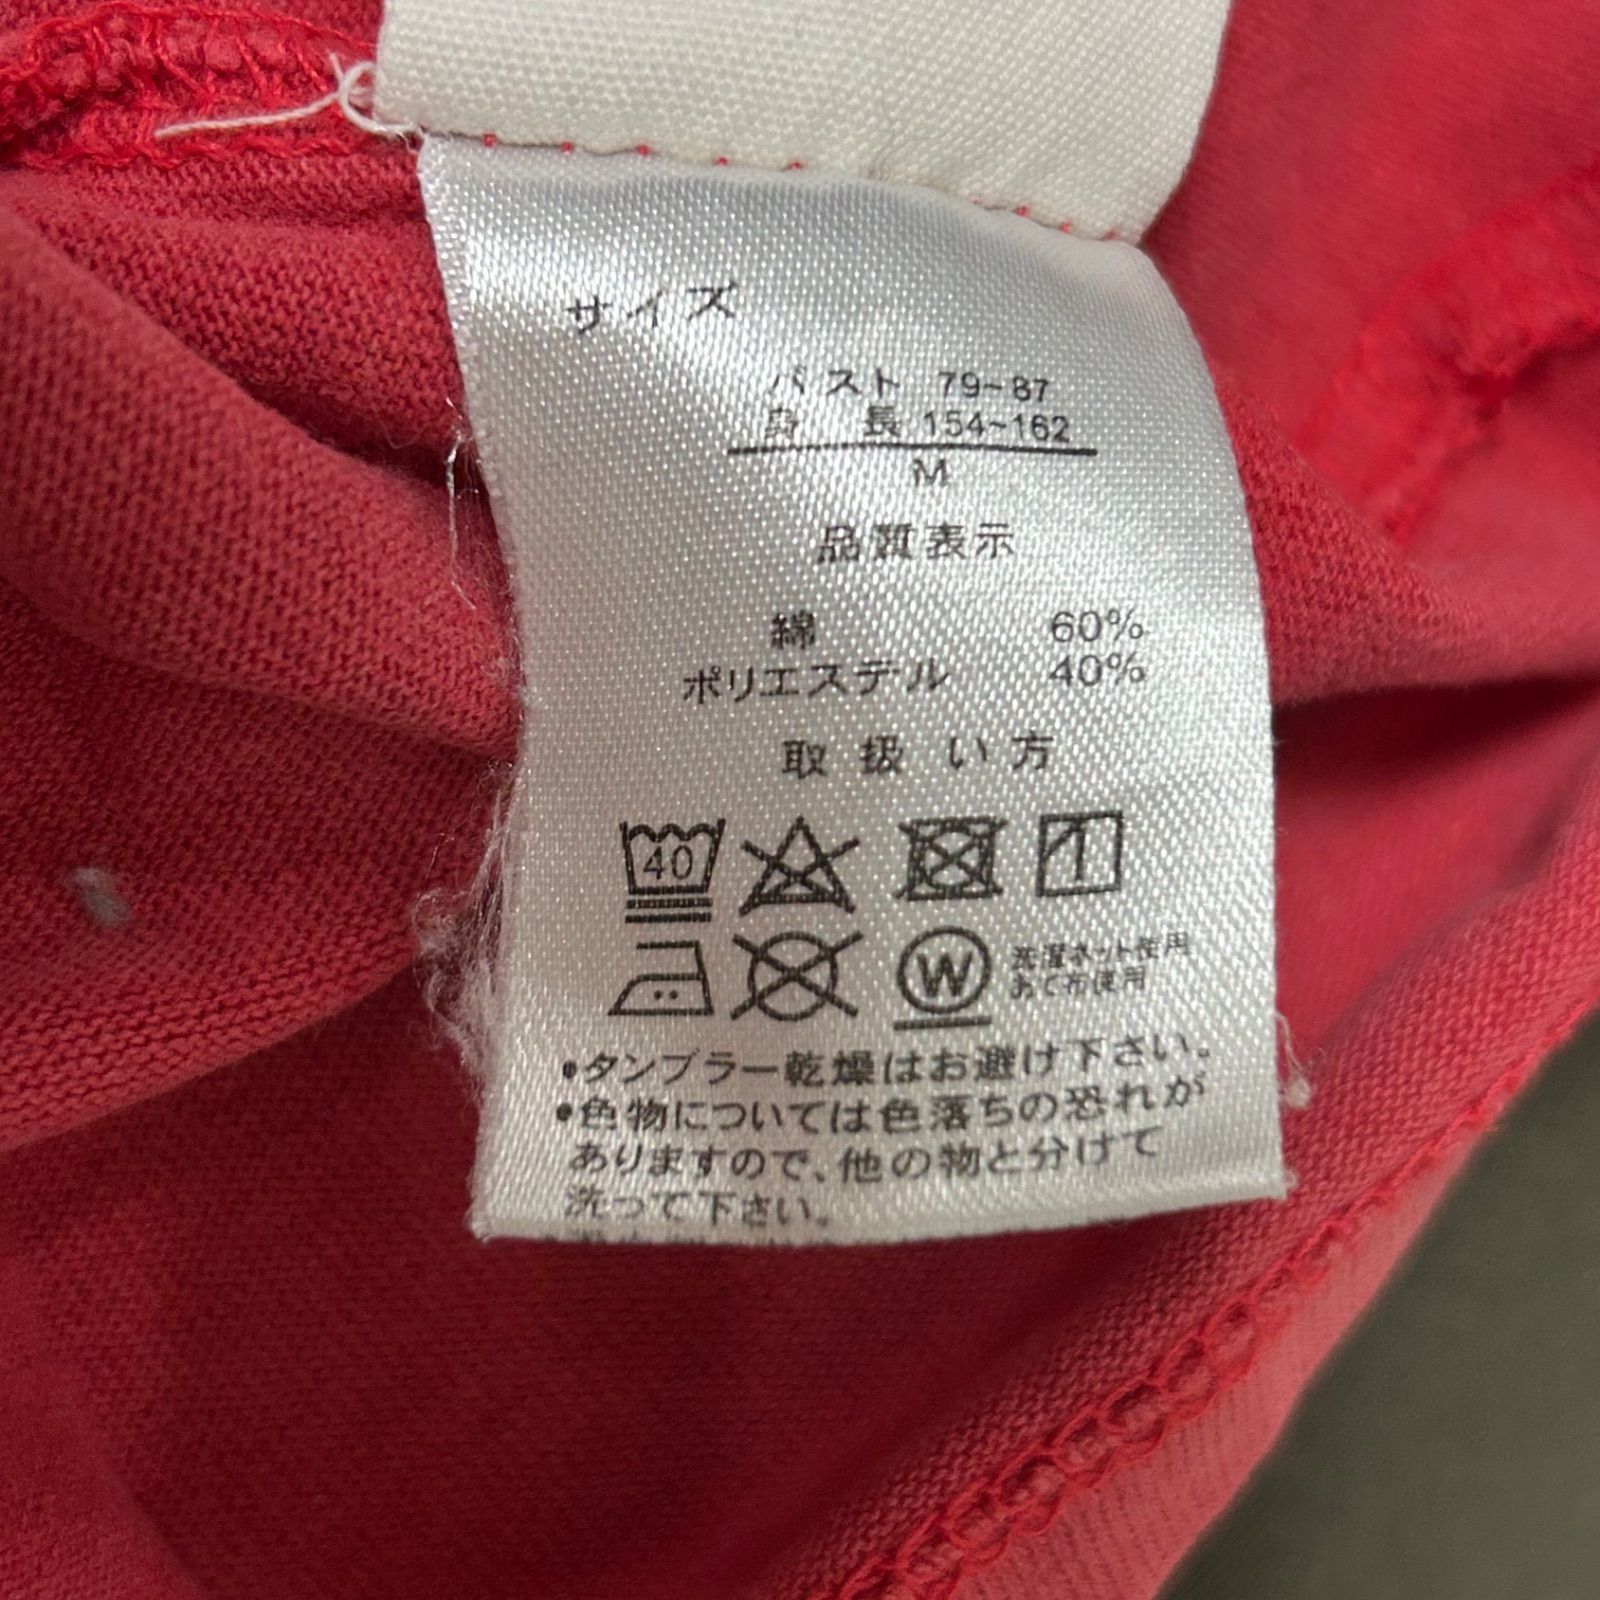 サイズ
バスト 79~87
身 長 154~162
M
品質表示
綿 60%
ポリエステル 40%
取扱い方
40
W 洗濯ネット使用
あて布使用
•タンブラー乾燥はお避け下さい。
•色物については色落ちの恐れが
ありますので、他の物と分けて
洗って下さい。